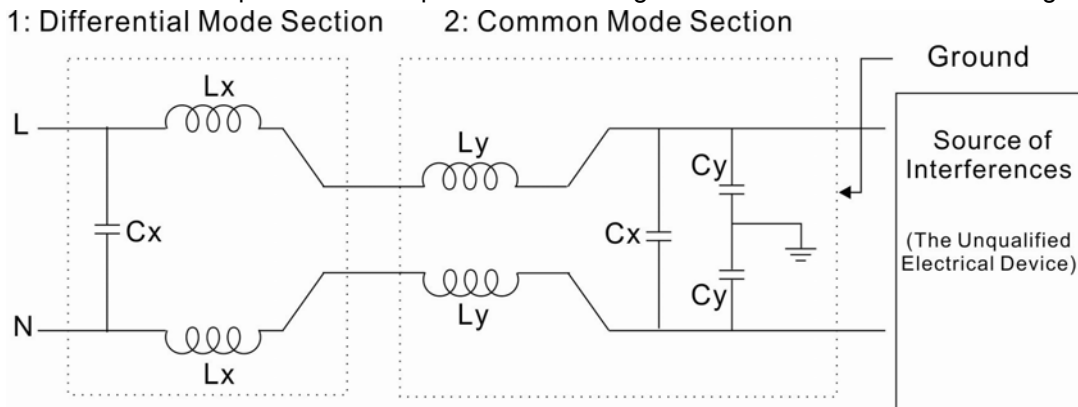 1: Differential Mode Section 2: Common Mode Section
Ground
Lx
L
Ly
Source of
Interferences
Cy
Cx
Cx
(The Unqualified
Electrical Device)
Cy
N
Ly
Lx